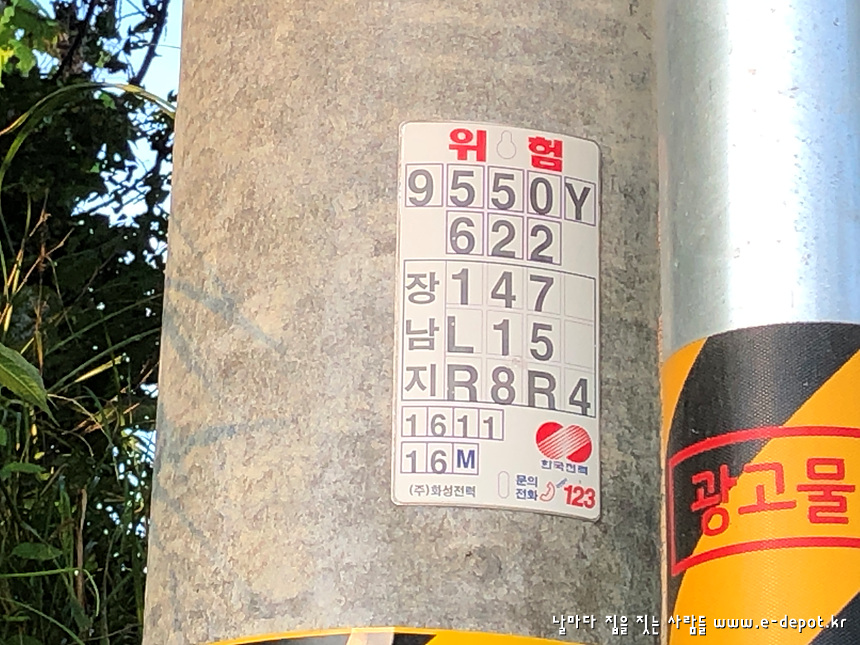 위 험
9550Y
622
장 147
남 L15
지 R8R4
1611
16M
한국전력
(주)화성전력
문의
전화 123
광고물
날마다 집을 짓는 사람들 www.e-depot.kr